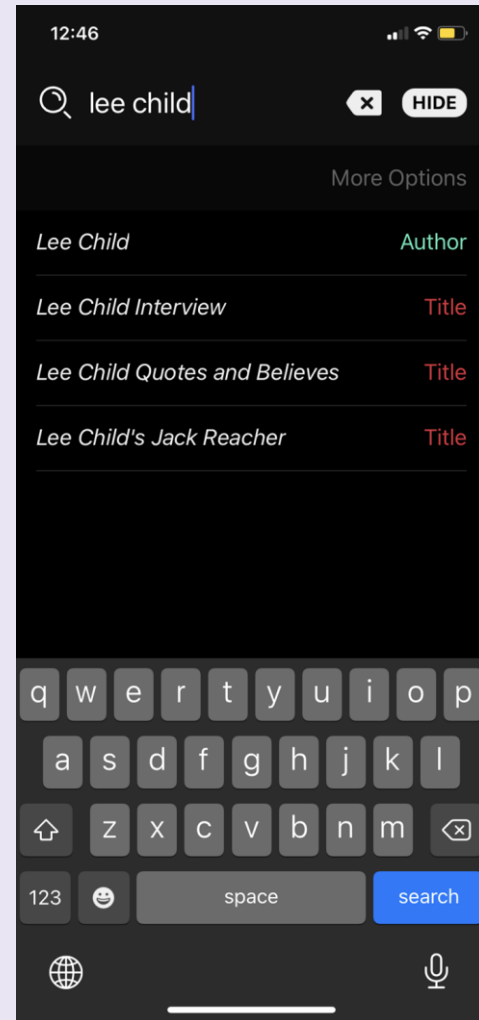 12:46
lee child HIDE
More Options
Lee Child Author
Lee Child Interview Title
Lee Child Quotes and Believes Title
Lee Child's Jack Reacher Title
q w e r t y u i o p
a s d f g h j k l
z x c v b n m
123 space search